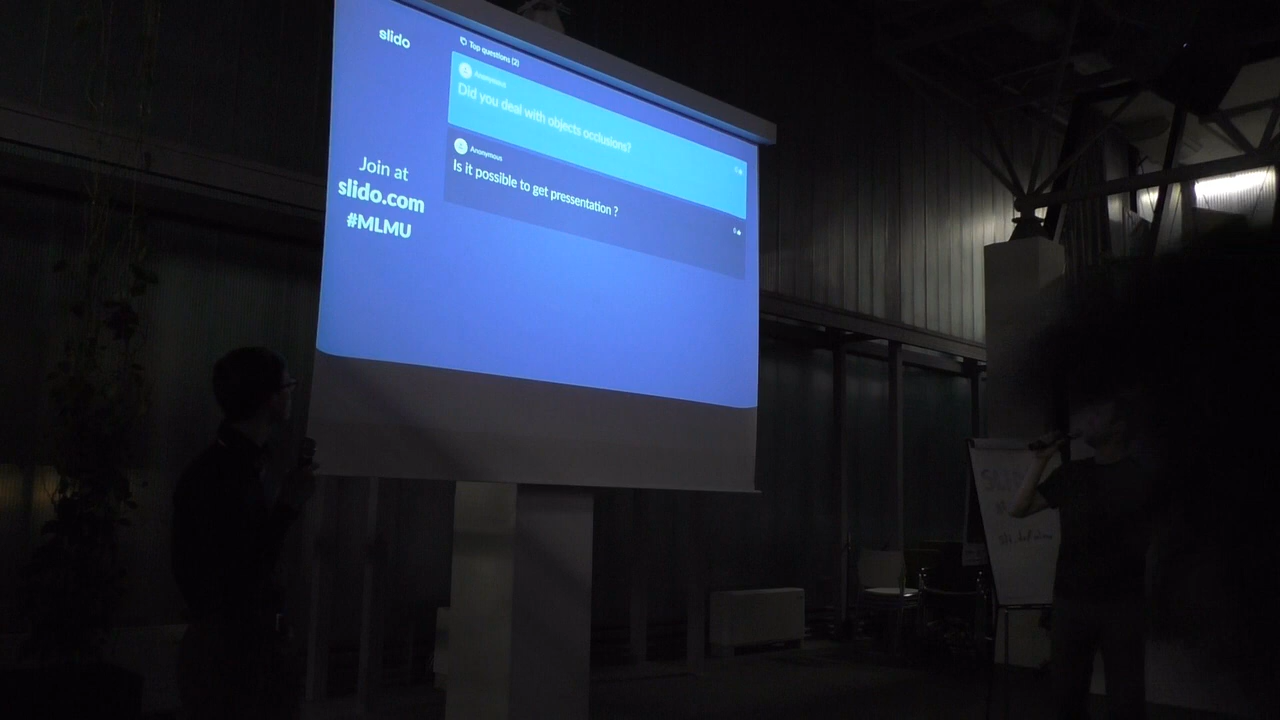 slido
Top questions (2)
Anonymous
Did you deal with objects occlusions?
Anonymous
Is it possible to get pressentation ?
Join at
slido.com
#MLMU